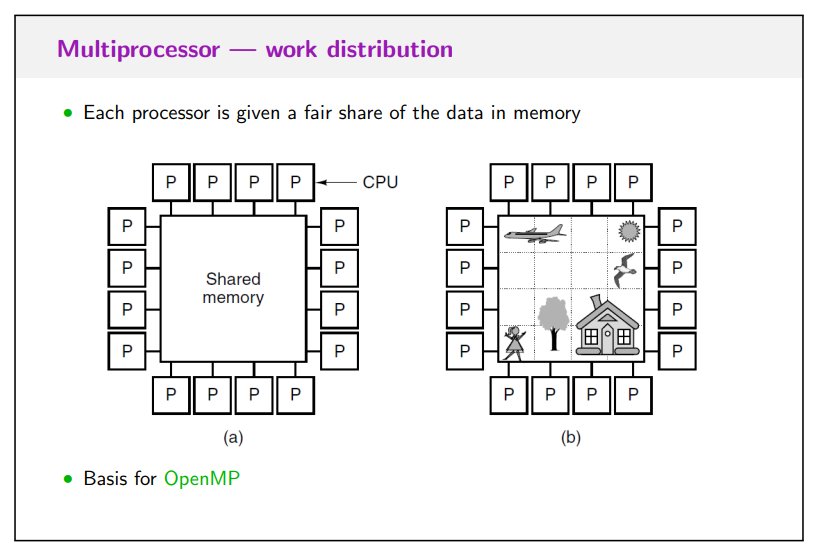 Multiprocessor — work distribution
• Each processor is given a fair share of the data in memory
P P P P CPU P P P P
P P P P
P P P P
Shared
memory
P P P P
P P P P
P P P P P P P P
(a) (b)
• Basis for OpenMP